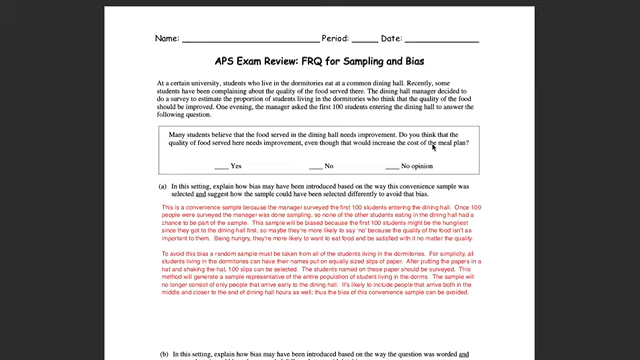 Name: ______________________________ Period: _____ Date: ________________
APS Exam Review: FRQ for Sampling and Bias
At a certain university, students who live in the dormitories eat at a common dining hall. Recently, some
students have been complaining about the quality of the food served there. The dining hall manager decided to
do a survey to estimate the proportion of students living in the dormitories who think that the quality of the food
should be improved. One evening, the manager asked the first 100 students entering the dining hall to answer the
following question.
Many students believe that the food served in the dining hall needs improvement. Do you think that the
quality of food served here needs improvement, even though that would increase the cost of the meal plan?
____ Yes ____ No ____ No opinion
(a) In this setting, explain how bias may have been introduced based on the way this convenience sample was
selected and suggest how the sample could have been selected differently to avoid that bias.
This is a convenience sample because the manager surveyed the first 100 students entering the dining hall. Once 100
people were surveyed the manager was done sampling, so none of the other students eating in the dining hall had a
chance to be part of the sample. This sample will be biased because the first 100 students might be the hungriest
since they got to the dining hall first, so maybe they're more likely to say 'no' because the quality of food isn't as
important to them. Being hungry, they're more likely to want to eat food and be satisfied with it no matter the quality.
To avoid this bias a random sample must be taken from all of the students living in the dormitories. For simplicity, all
students living in the dormitories can have their names put on equally sized slips of paper. After putting the papers in a
hat and shaking the hat, 100 slips can be selected. The students named on these paper should be surveyed. This
method will generate a sample representative of the entire population of student living in the dorms. The sample will
no longer consist of only people that arrive early to the dining hall. It's likely to include people that arrive both in the
middle and closer to the end of dining hall hours as well; thus the bias of this convenience sample can be avoided.
(b) In this setting, explain how bias may have been introduced based on the way the question was worded and